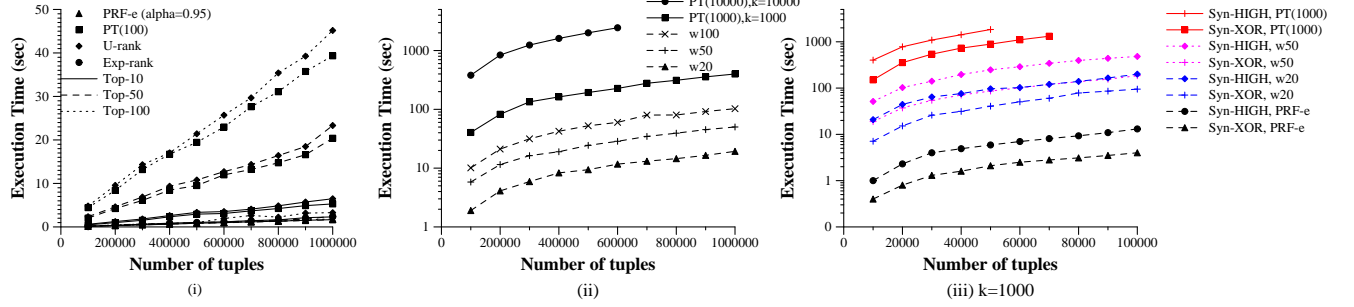 Execution Time (sec)
50
40
30
20
10
0
PRF-e (alpha=0.95)
PT(100)
U-rank
Exp-rank
Top-10
Top-50
Top-100
0
200000
400000
600000
800000
1000000
Number of tuples
(i)
Execution Time (sec)
1000
100
10
1
PT(10000),k=10000
PT(1000),k=1000
w100
w50
w20
0
200000
400000
600000
800000
1000000
Number of tuples
(ii)
Execution Time (sec)
1000
100
10
1
0
0
20000
40000
60000
80000
100000
Number of tuples
(iii) k=1000
Syn-HIGH, PT(1000)
Syn-XOR, PT(1000)
Syn-HIGH, w50
Syn-XOR, w50
Syn-HIGH, w20
Syn-XOR, w20
Syn-HIGH, PRF-e
Syn-XOR, PRF-e